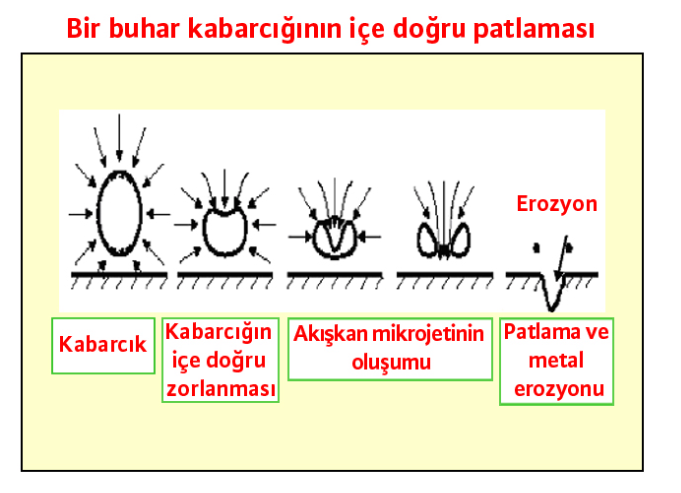 Bir buhar kabarcığının içe doğru patlaması
Erozyon
Kabarcık
Kabarcığın
içe doğru
zorlanması
Akışkan mikrojetinin
oluşumu
Patlama ve
metal
erozyonu